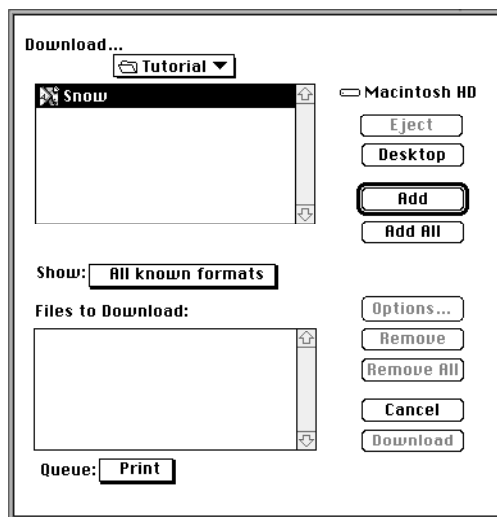 Download...
Tutorial
Snow
Macintosh HD
Eject
Desktop
Add
Add All
Show: All known formats
Files to Download:
Options...
Remove
Remove All
Cancel
Download
Queue: Print